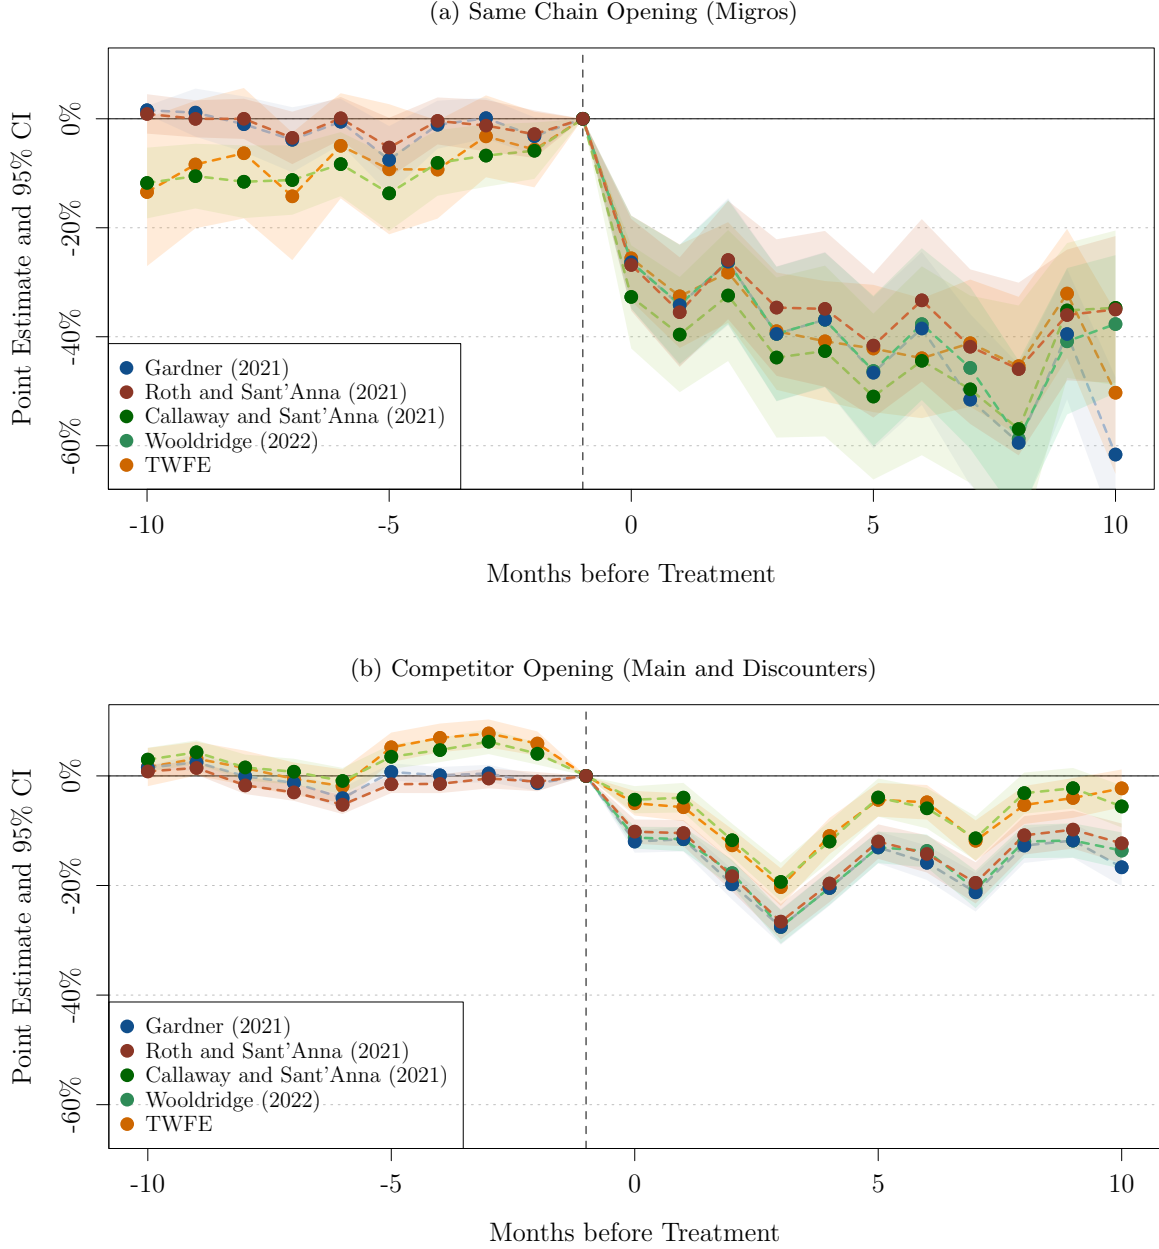 (a) Same Chain Opening (Migros)
Point Estimate and 95% CI
0%
-20%
-40%
-60%
Gardner (2021)
Roth and Sant'Anna (2021)
Callaway and Sant'Anna (2021)
Wooldridge (2022)
TWFE
-10
-5
0
5
10
Months before Treatment
(b) Competitor Opening (Main and Discounters)
Point Estimate and 95% CI
0%
-20%
-40%
-60%
Gardner (2021)
Roth and Sant'Anna (2021)
Callaway and Sant'Anna (2021)
Wooldridge (2022)
TWFE
-10
-5
0
5
10
Months before Treatment